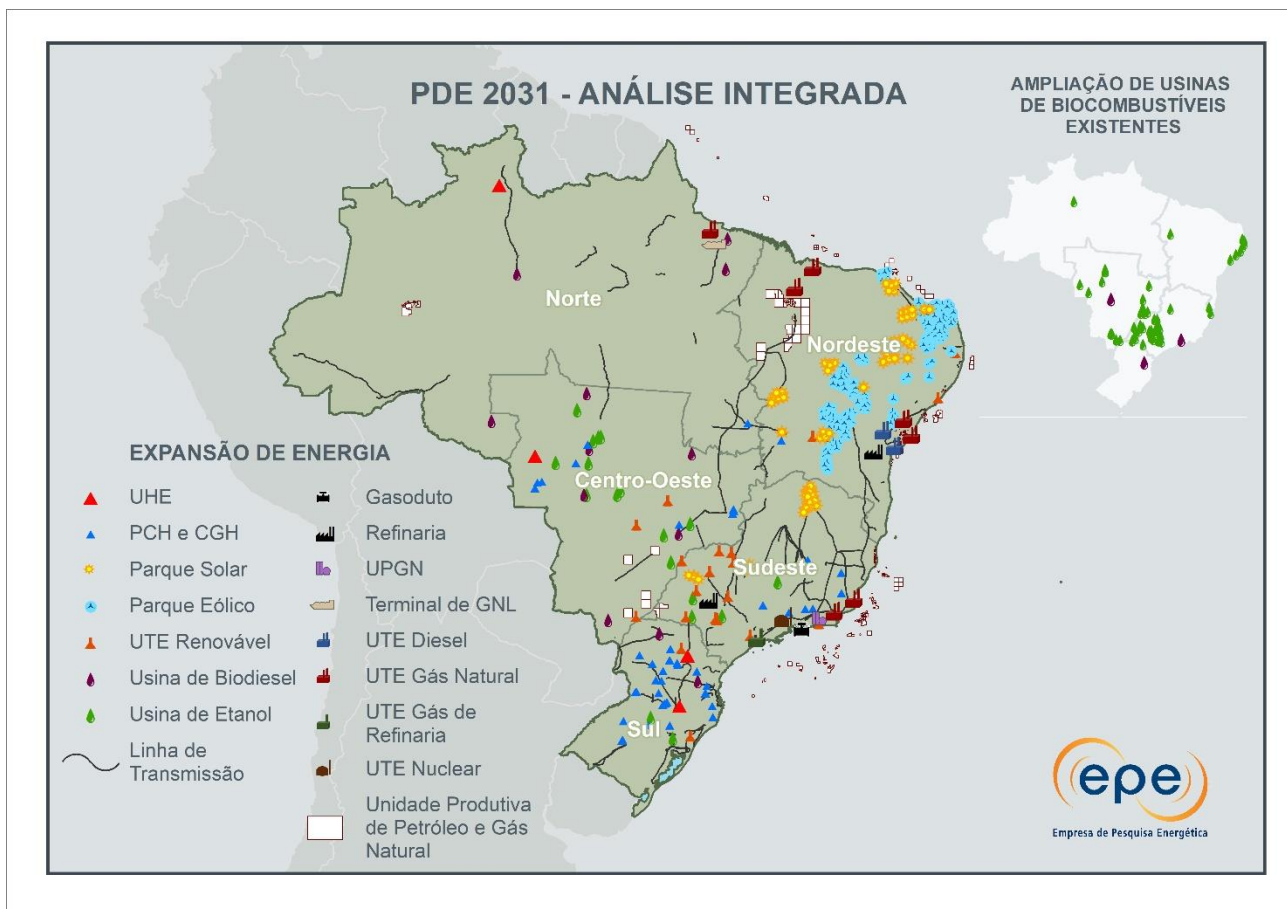 PDE 2031 - ANÁLISE INTEGRADA
AMPLIAÇÃO DE USINAS
DE BIOCOMBUSTÍVEIS
EXISTENTES
Norte
Nordeste
Centro-Oeste
Sudeste
Sul
EXPANSÃO DE ENERGIA
UHE
PCH e CGH
Parque Solar
Parque Eólico
UTE Renovável
Usina de Biodiesel
Usina de Etanol
Linha de
Transmissão
Gasoduto
Refinaria
UPGN
Terminal de GNL
UTE Diesel
UTE Gás Natural
UTE Gás de
Refinaria
UTE Nuclear
Unidade Produtiva
de Petróleo e Gás
Natural
epe
Empresa de Pesquisa Energética